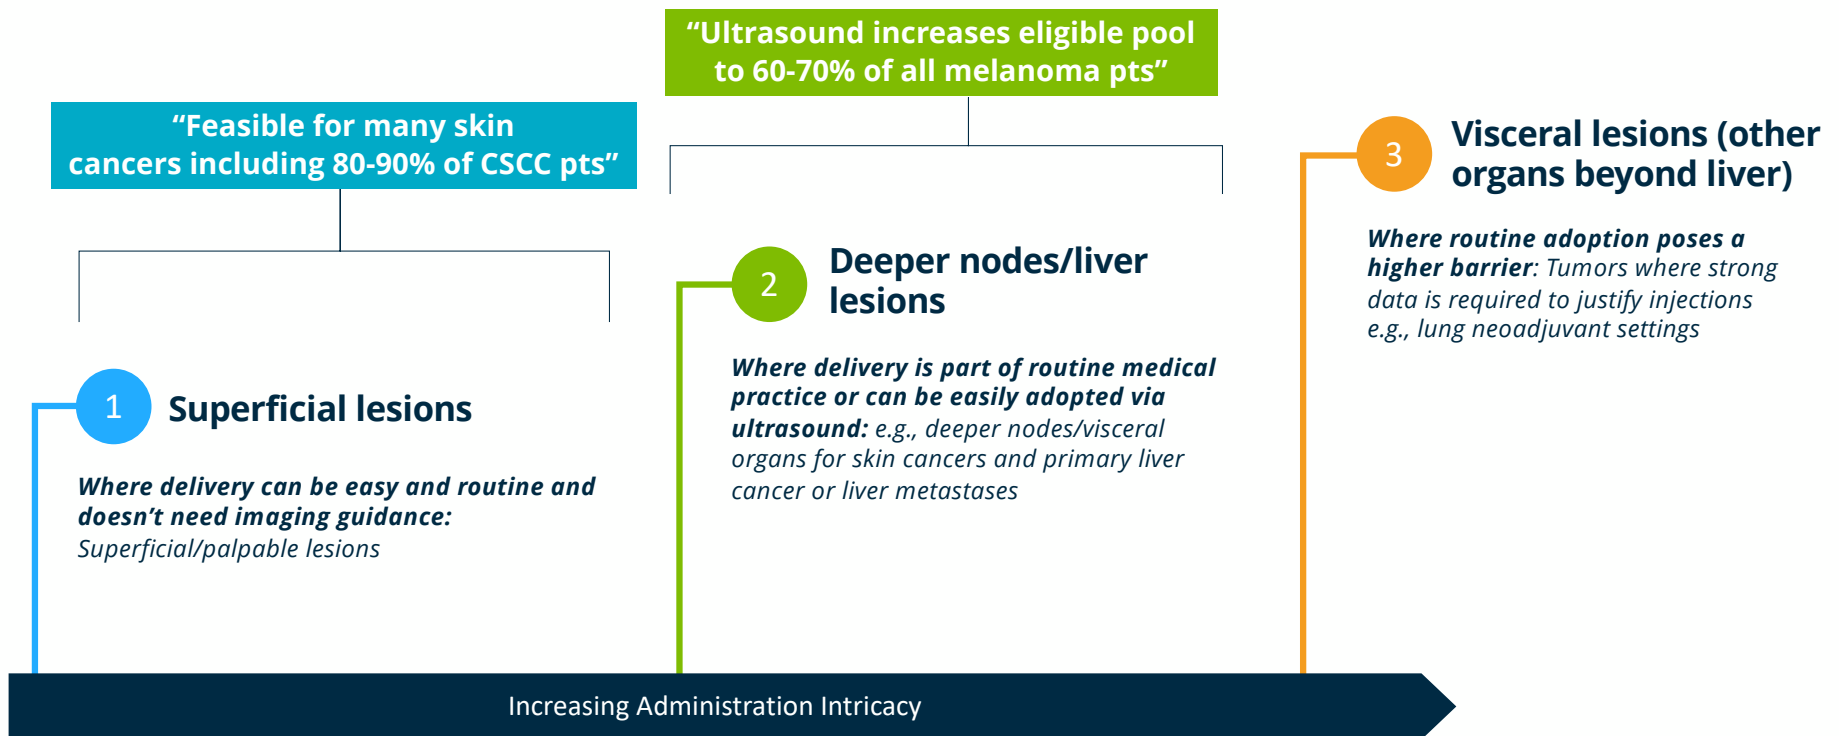 “Feasible for many skin
cancers including 80-90% of CSCC pts”
1
Superficial lesions
Where delivery can be easy and routine and
doesn’t need imaging guidance:
Superficial/palpable lesions
“Ultrasound increases eligible pool
to 60-70% of all melanoma pts”
2
Deeper nodes/liver
lesions
Where delivery is part of routine medical
practice or can be easily adopted via
ultrasound: e.g., deeper nodes/visceral
organs for skin cancers and primary liver
cancer or liver metastases
3
Visceral lesions (other
organs beyond liver)
Where routine adoption poses a
higher barrier: Tumors where strong
data is required to justify injections
e.g., lung neoadjuvant settings
Increasing Administration Intricacy